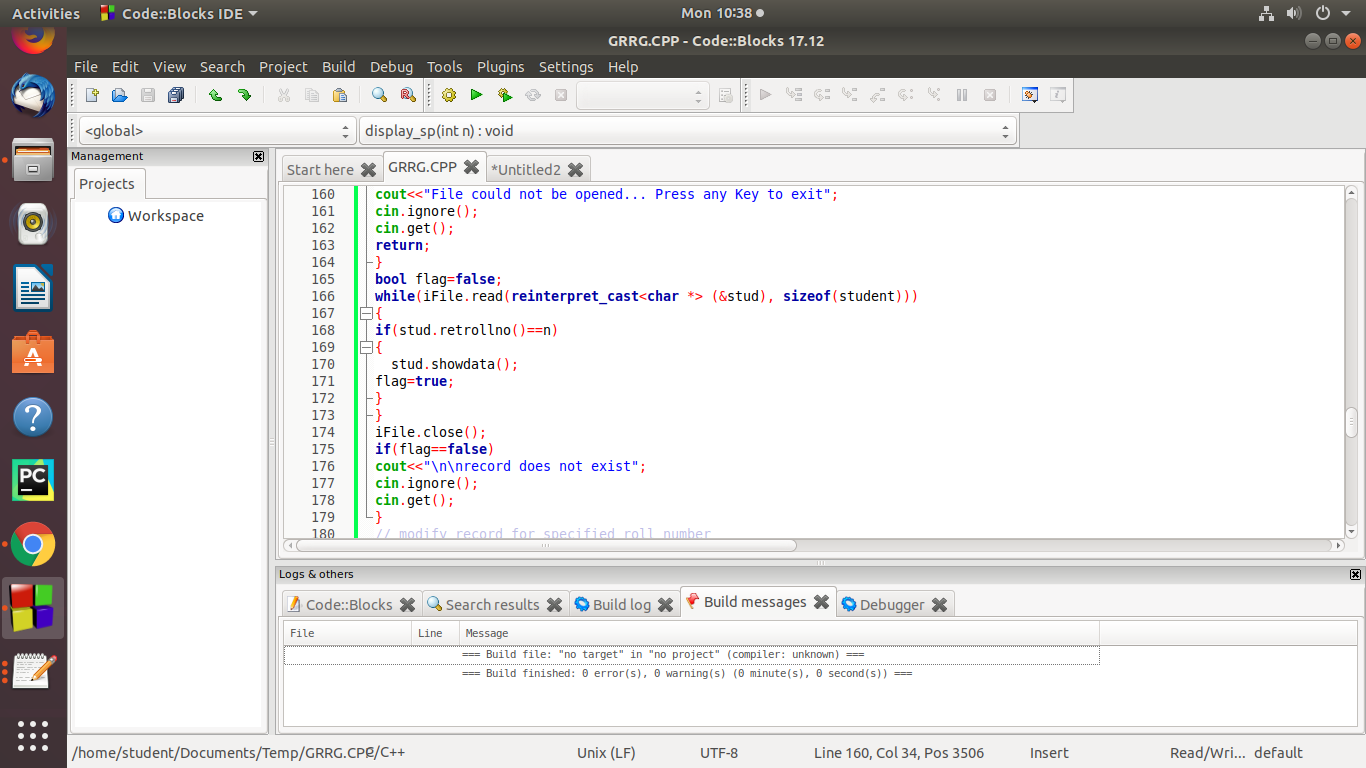 Activities Code::Blocks IDE Mon 10:38
GRRG.CPP - Code::Blocks 17.12
File Edit View Search Project Build Debug Tools Plugins Settings Help
<global> display_sp(int n) : void
Management
Projects
Workspace
Start here GRRG.CPP *Untitled2
160 cout<<"File could not be opened... Press any Key to exit";
161 cin.ignore();
162 cin.get();
163 return;
164 }
165 bool flag=false;
166 while(iFile.read(reinterpret_cast<char *> (&stud), sizeof(student)))
167 {
168 if(stud.retrollno()==n)
169 {
170 stud.showdata();
171 flag=true;
172 }
173 }
174 iFile.close();
175 if(flag==false)
176 cout<<"\n\nrecord does not exist";
177 cin.ignore();
178 cin.get();
179 }
180 // modify record for specified roll number
Logs & others
Code::Blocks Search results Build log Build messages Debugger
File Line Message
=== Build file: "no target" in "no project" (compiler: unknown) ===
=== Build finished: 0 error(s), 0 warning(s) (0 minute(s), 0 second(s)) ===
PC
/home/student/Documents/Temp/GRRG.CPP C/C++ Unix (LF) UTF-8 Line 160, Col 34, Pos 3506 Insert Read/Wri... default